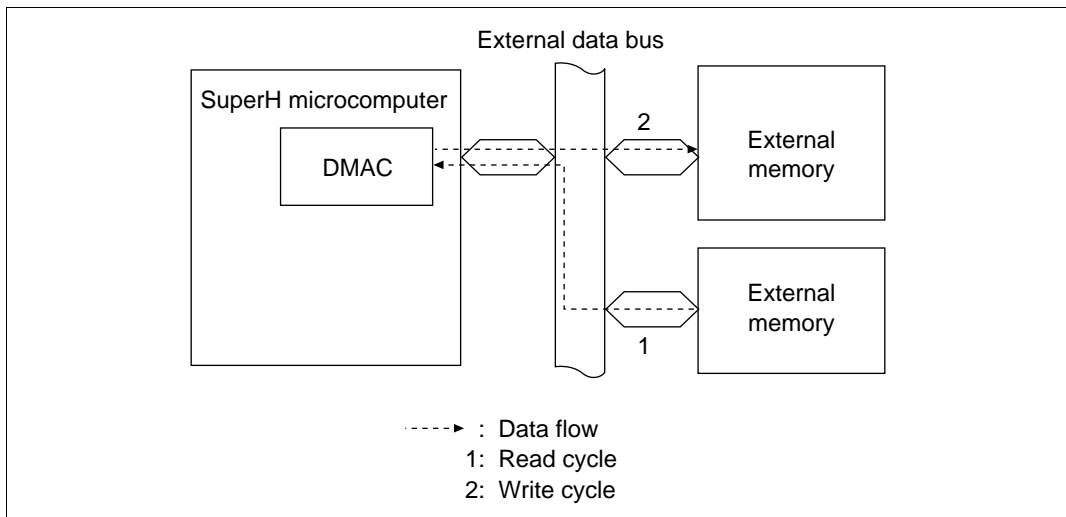 External data bus
SuperH microcomputer
DMAC
2
External
memory
External
memory
1
: Data flow
1: Read cycle
2: Write cycle